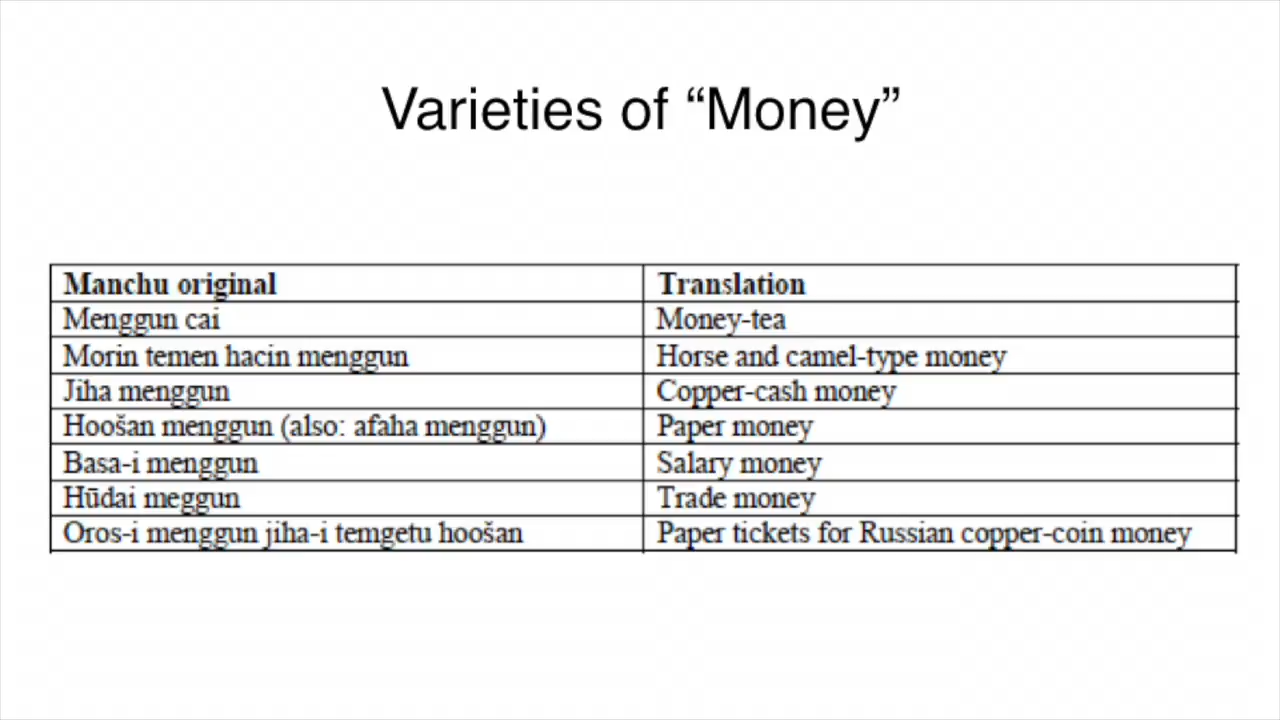 Varieties of “Money”
Manchu original Translation
Menggun cai Money-tea
Morin temen hacin menggun Horse and camel-type money
Jiha menggun Copper-cash money
Hoošan menggun (also: afaha menggun) Paper money
Basa-i menggun Salary money
Hūdai meggun Trade money
Oros-i menggun jiha-i temgetu hoošan Paper tickets for Russian copper-coin money